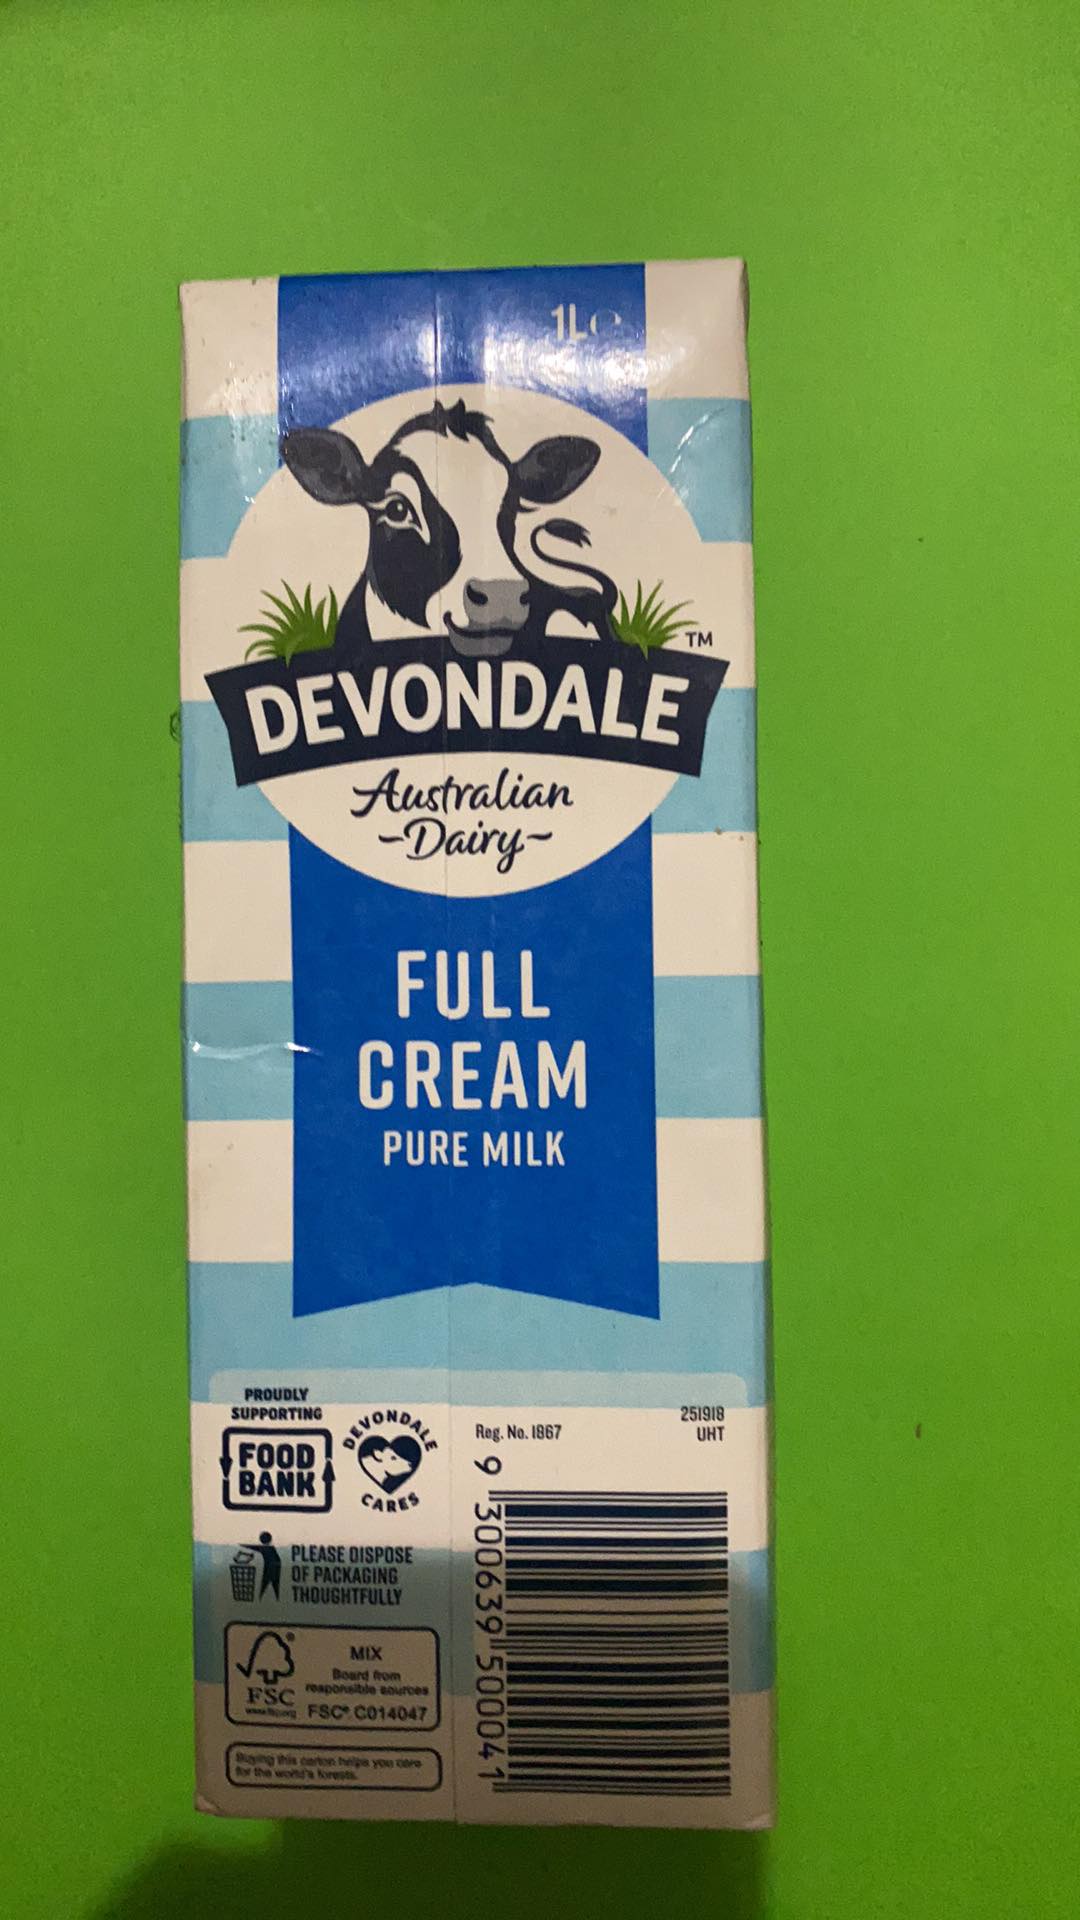 1L℮
DEVONDALE™
Australian
~Dairy~
FULL
CREAM
PURE MILK
PROUDLY
SUPPORTING
FOOD
BANK
DEVONDALE
CARES
PLEASE DISPOSE
OF PACKAGING
THOUGHTFULLY
FSC®
MIX
Board from
responsible sources
FSC® C014047
Buying this carton helps you care
for the world's forests.
Reg. No. 1867
251918
UHT
9 300639 500041